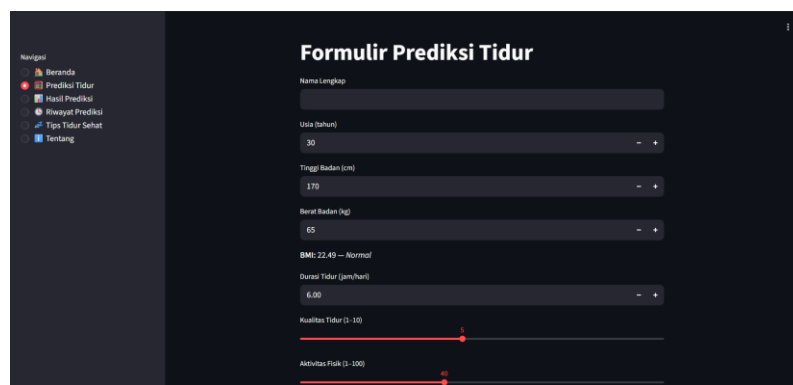 Navigasi
Beranda
Prediksi Tidur
Hasil Prediksi
Riwayat Prediksi
Tips Tidur Sehat
Tentang
Formulir Prediksi Tidur
Nama Lengkap
Usia (tahun)
30
Tinggi Badan (cm)
170
Berat Badan (kg)
65
BMI: 22.49 — Normal
Durasi Tidur (jam/hari)
6.00
Kualitas Tidur (1-10)
5
Aktivitas Fisik (1-100)
40